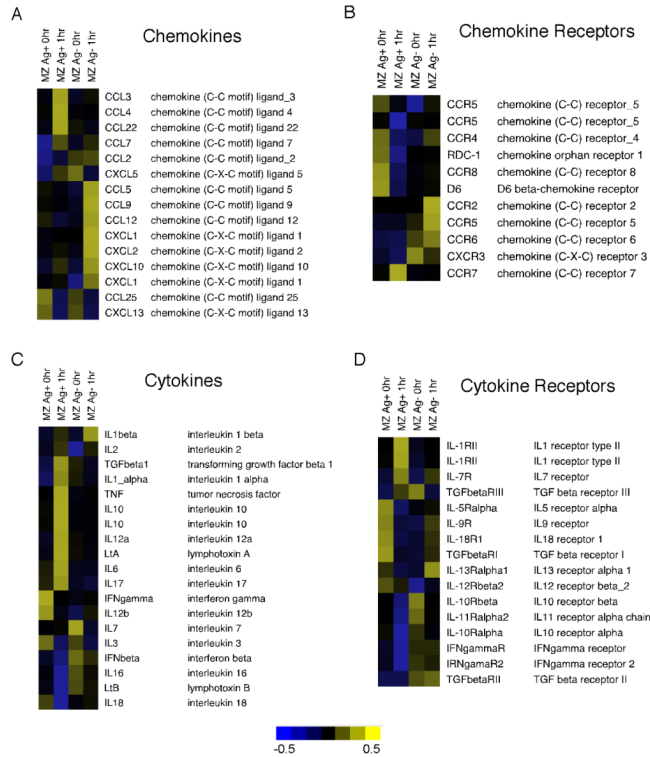 A
Chemokines
MZ Ag+ 0hr
MZ Ag+ 1hr
MZ Ag- 0hr
MZ Ag- 1hr
CCL3 chemokine (C-C motif) ligand_3
CCL4 chemokine (C-C motif) ligand 4
CCL22 chemokine (C-C motif) ligand 22
CCL7 chemokine (C-C motif) ligand 7
CCL2 chemokine (C-C motif) ligand_2
CXCL5 chemokine (C-X-C motif) ligand 5
CCL5 chemokine (C-C motif) ligand 5
CCL9 chemokine (C-C motif) ligand 9
CCL12 chemokine (C-C motif) ligand 12
CXCL1 chemokine (C-X-C motif) ligand 1
CXCL2 chemokine (C-X-C motif) ligand 2
CXCL10 chemokine (C-X-C motif) ligand 10
CXCL1 chemokine (C-X-C motif) ligand 1
CCL25 chemokine (C-C motif) ligand 25
CXCL13 chemokine (C-X-C motif) ligand 13
B
Chemokine Receptors
MZ Ag+ 0hr
MZ Ag+ 1hr
MZ Ag- 0hr
MZ Ag- 1hr
CCR5 chemokine (C-C) receptor_5
CCR5 chemokine (C-C) receptor_5
CCR4 chemokine (C-C) receptor_4
RDC-1 chemokine orphan receptor 1
CCR8 chemokine (C-C) receptor 8
D6 D6 beta-chemokine receptor
CCR2 chemokine (C-C) receptor 2
CCR5 chemokine (C-C) receptor 5
CCR6 chemokine (C-C) receptor 6
CXCR3 chemokine (C-X-C) receptor 3
CCR7 chemokine (C-C) receptor 7
C
Cytokines
MZ Ag+ 0hr
MZ Ag+ 1hr
MZ Ag- 0hr
MZ Ag- 1hr
IL1beta interleukin 1 beta
IL2 interleukin 2
TGFbeta1 transforming growth factor beta 1
IL1_alpha interleukin 1 alpha
TNF tumor necrosis factor
IL10 interleukin 10
IL10 interleukin 10
IL12a interleukin 12a
LtA lymphotoxin A
IL6 interleukin 6
IL17 interleukin 17
IFNgamma interferon gamma
IL12b interleukin 12b
IL7 interleukin 7
IL3 interleukin 3
IFNbeta interferon beta
IL16 interleukin 16
LtB lymphotoxin B
IL18 interleukin 18
D
Cytokine Receptors
MZ Ag+ 0hr
MZ Ag+ 1hr
MZ Ag- 0hr
MZ Ag- 1hr
IL-1RII IL1 receptor type II
IL-1RII IL1 receptor type II
IL-7R IL7 receptor
TGFbetaRIII TGF beta receptor III
IL-5Ralpha IL5 receptor alpha
IL-9R IL9 receptor
IL-18R1 IL18 receptor 1
TGFbetaRI TGF beta receptor I
IL-13Ralpha1 IL13 receptor alpha 1
IL-12Rbeta2 IL12 receptor beta_2
IL-10Rbeta IL10 receptor beta
IL-11Ralpha2 IL11 receptor alpha chain
IL-10Ralpha IL10 receptor alpha
IFNgammaR IFNgamma receptor
IRNgamaR2 IFNgamma receptor 2
TGFbetaRII TGF beta receptor II
-0.5 0.5